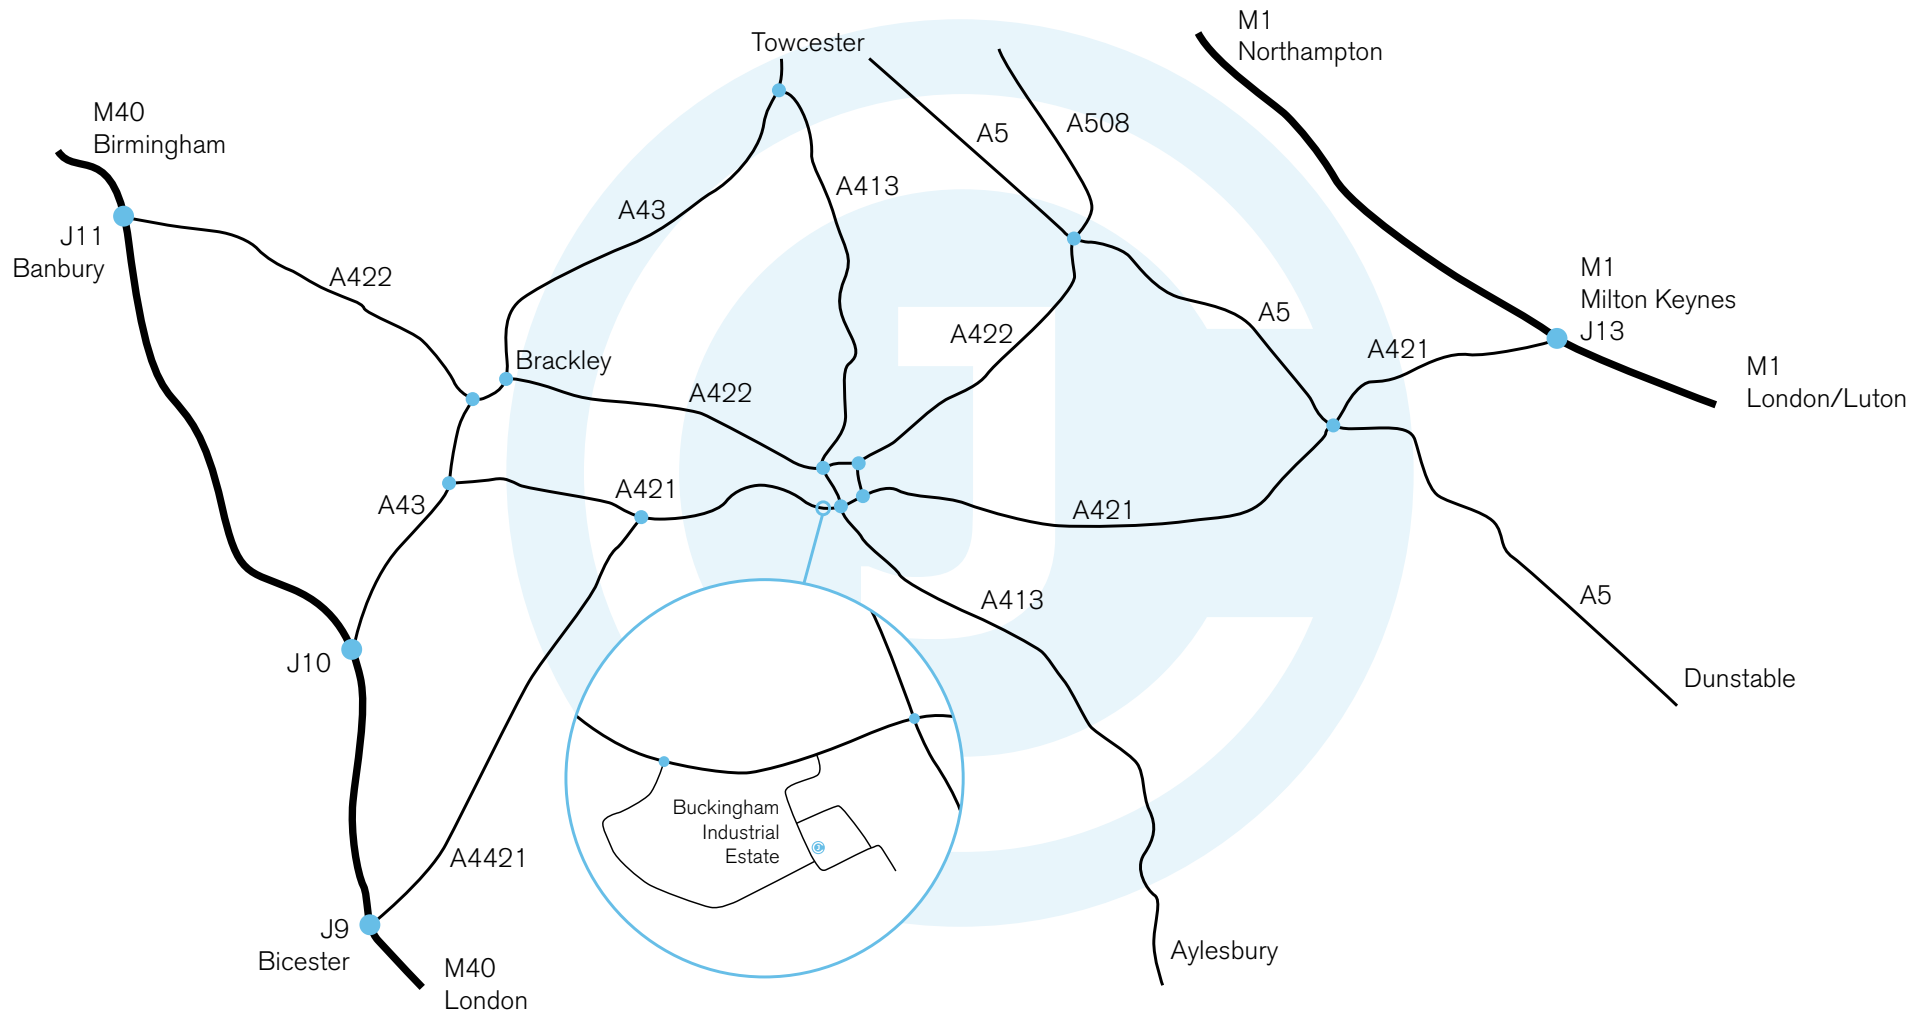 M1
Northampton
Towcester
M40
Birmingham
A508
A5
A413
A43
J11
Banbury
A422
M1
Milton Keynes
J13
A5
A422
A421
Brackley
M1
London/Luton
A422
A421
A43
A421
A5
A413
J10
Dunstable
Buckingham
Industrial
Estate
A4421
J9
Bicester
Aylesbury
M40
London